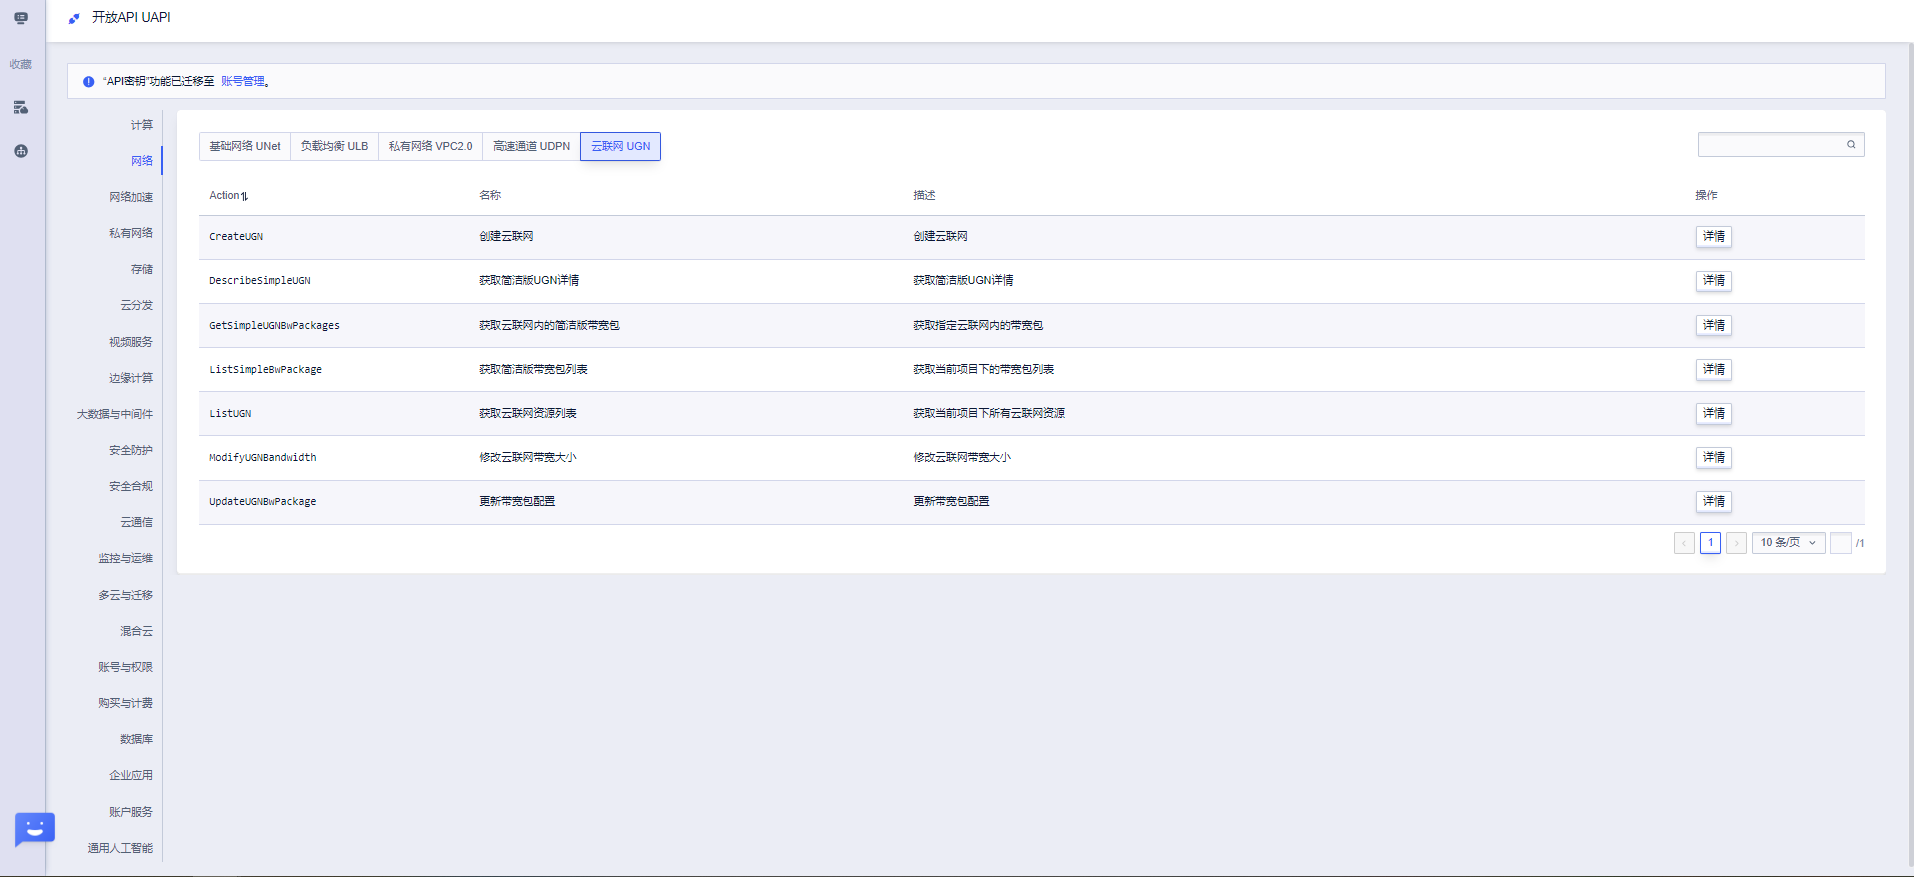 开放API UAPI
收藏
“API密钥”功能已迁移至 账号管理。
计算
网络
网络加速
私有网络
存储
云分发
视频服务
边缘计算
大数据与中间件
安全防护
安全合规
云通信
监控与运维
多云与迁移
混合云
账号与权限
购买与计费
数据库
企业应用
账户服务
通用人工智能
基础网络 UNet 负载均衡 ULB 私有网络 VPC2.0 高速通道 UDPN 云联网 UGN
Action 名称 描述 操作
CreateUGN 创建云联网 创建云联网 详情
DescribeSimpleUGN 获取简洁版UGN详情 获取简洁版UGN详情 详情
GetSimpleUGNBwPackages 获取云联网内的简洁版带宽包 获取指定云联网内的带宽包 详情
ListSimpleBwPackage 获取简洁版带宽包列表 获取当前项目下的带宽包列表 详情
ListUGN 获取云联网资源列表 获取当前项目下所有云联网资源 详情
ModifyUGNBandwidth 修改云联网带宽大小 修改云联网带宽大小 详情
UpdateUGNBwPackage 更新带宽包配置 更新带宽包配置 详情
1 10 条/页 /1